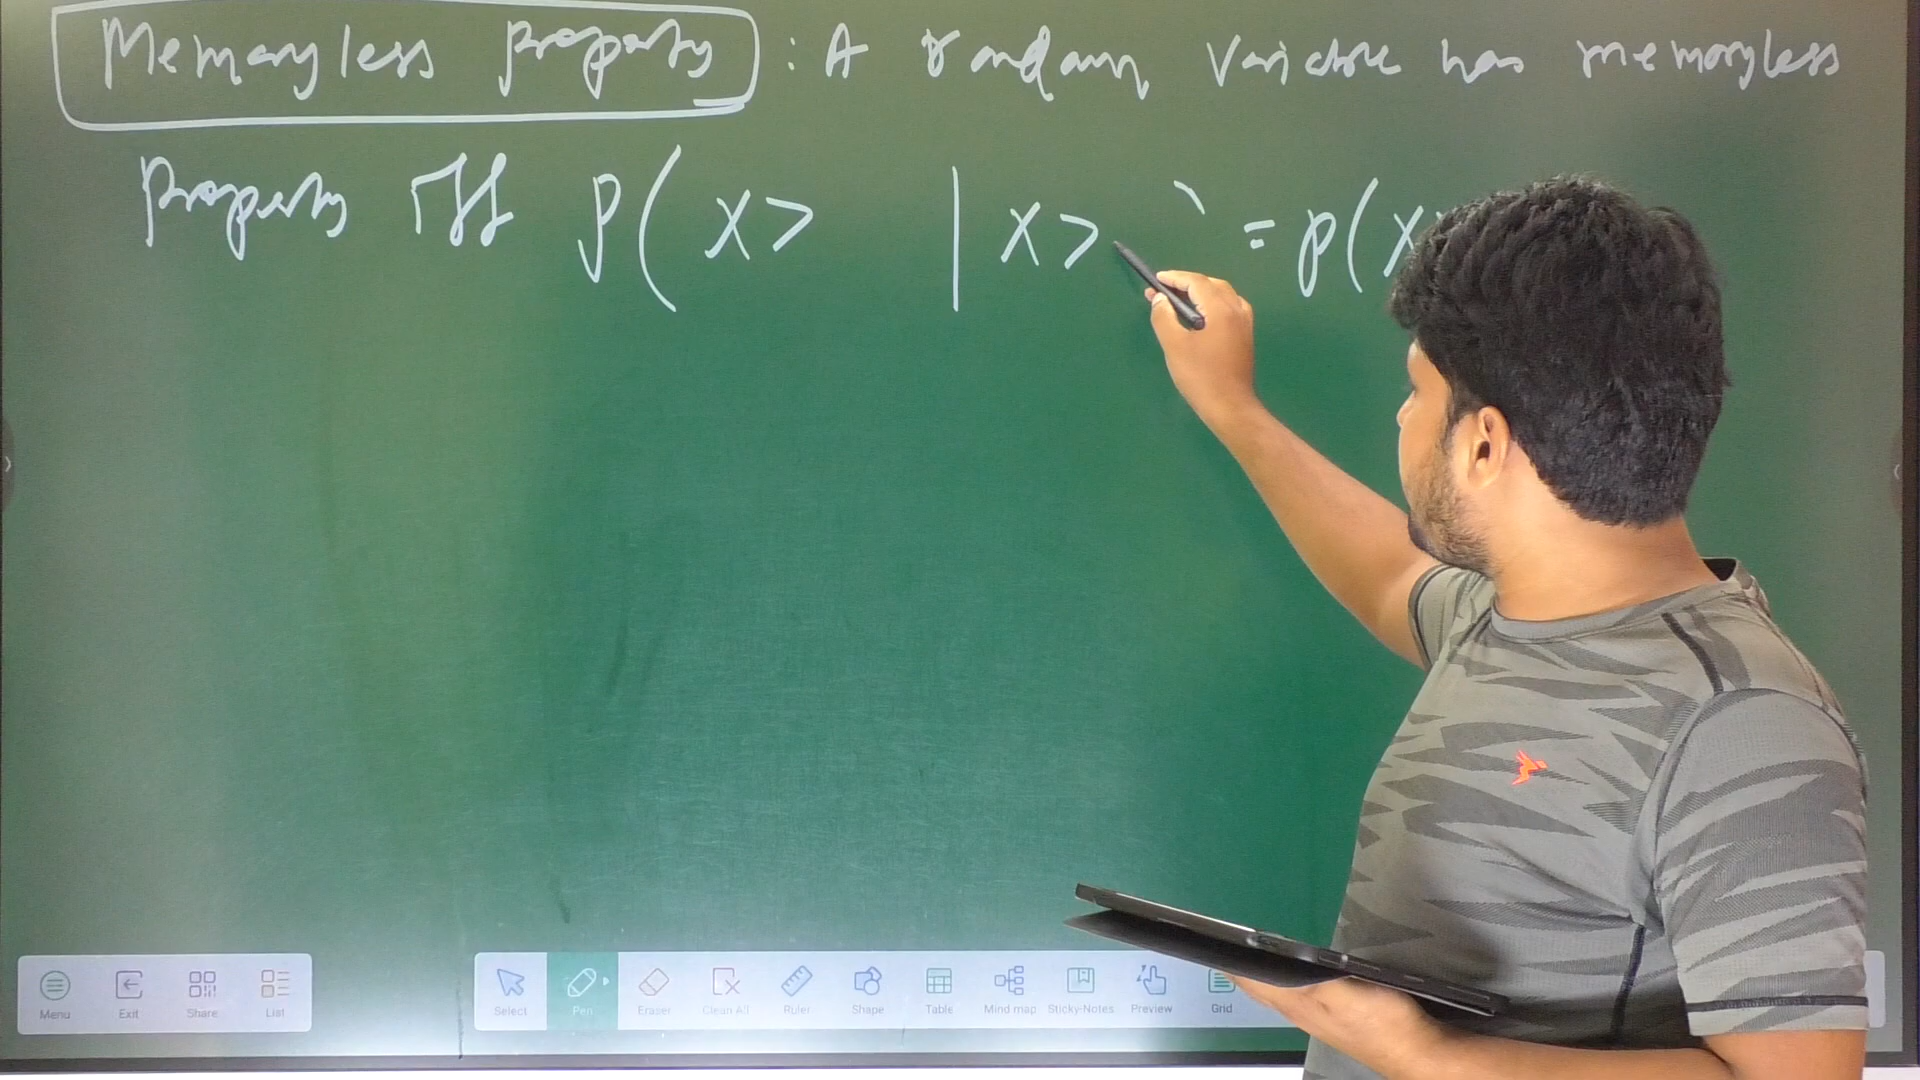 Memoryless property : A random variable has memoryless
property iff P(X> | X> ) = P(X>
Menu Exit Share List Select Pen Eraser Clean All Ruler Shape Table Mind map Sticky-Notes Preview Grid